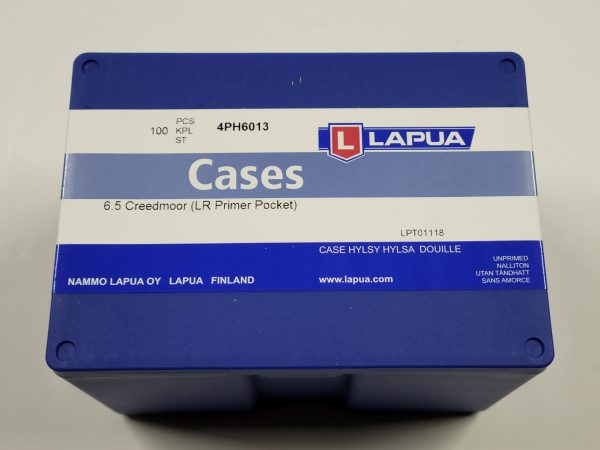 100 PCS KPL ST 4PH6013
L LAPUA
Cases
6.5 Creedmoor (LR Primer Pocket)
LPT01118
CASE HYLSY HYLSA DOUILLE
UNPRIMED
NALLITON
UTAN TÄNDHATT
SANS AMORCE
NAMMO LAPUA OY LAPUA FINLAND
www.lapua.com